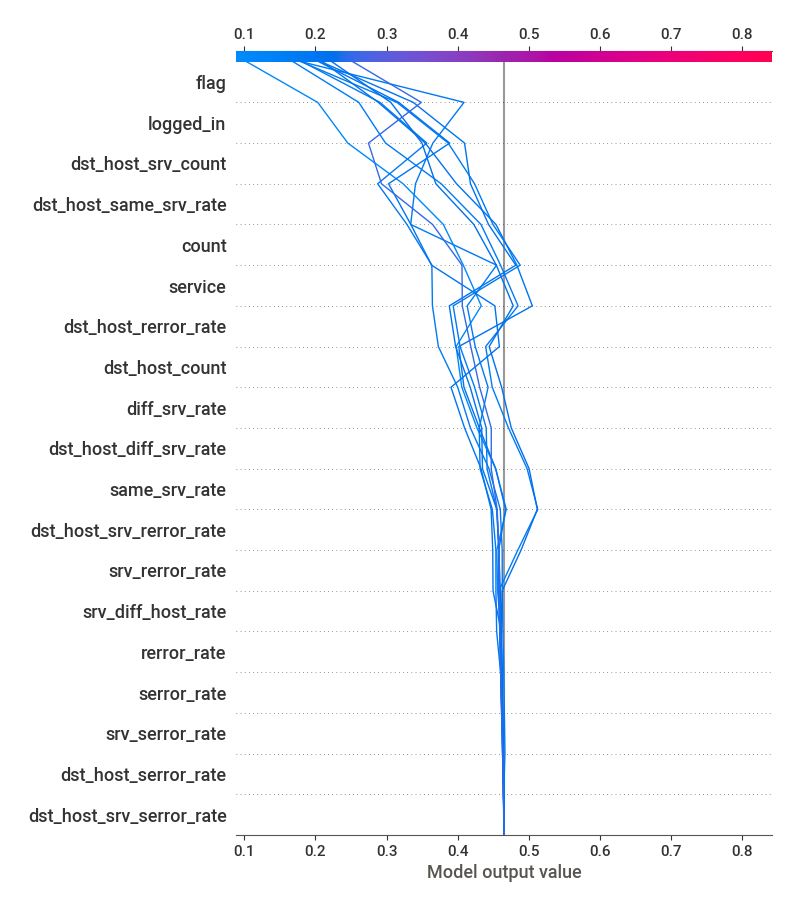 0.1 0.2 0.3 0.4 0.5 0.6 0.7 0.8
flag
logged_in
dst_host_srv_count
dst_host_same_srv_rate
count
service
dst_host_rerror_rate
dst_host_count
diff_srv_rate
dst_host_diff_srv_rate
same_srv_rate
dst_host_srv_rerror_rate
srv_rerror_rate
srv_diff_host_rate
rerror_rate
serror_rate
srv_serror_rate
dst_host_serror_rate
dst_host_srv_serror_rate
0.1 0.2 0.3 0.4 0.5 0.6 0.7 0.8
Model output value